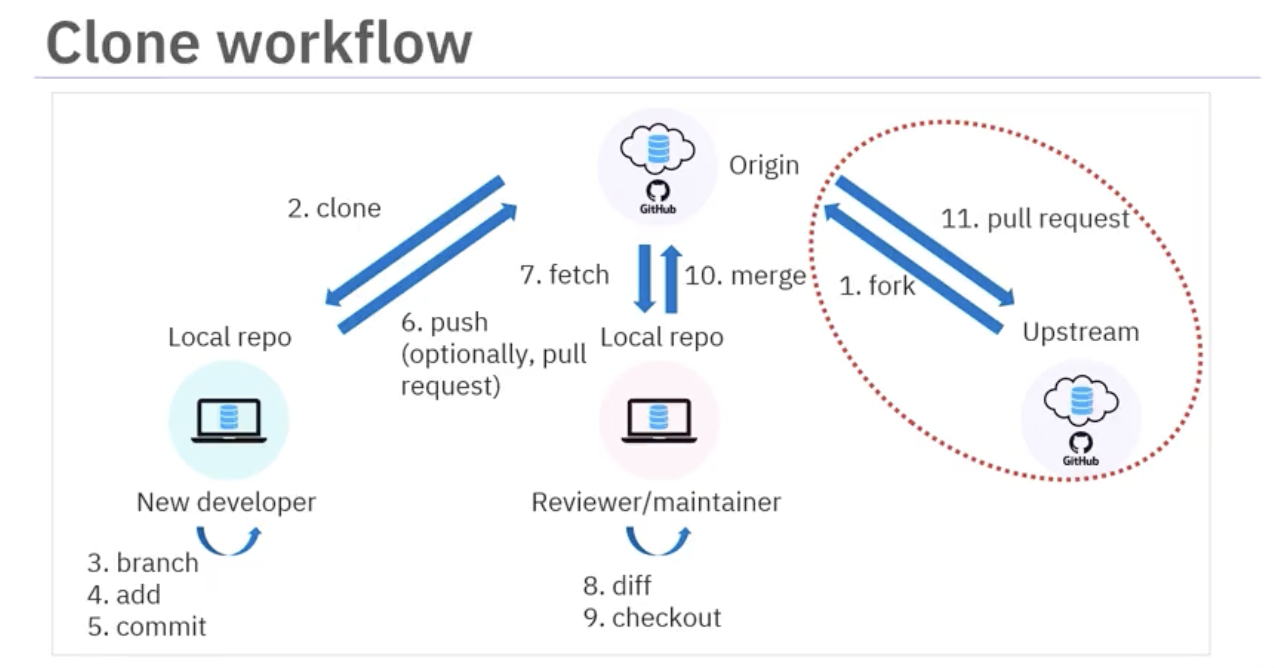 Clone workflow
GitHub
Origin
2. clone
11. pull request
7. fetch
10. merge
1. fork
6. push
(optionally, pull
request)
Local repo
Local repo
Upstream
GitHub
New developer
Reviewer/maintainer
3. branch
4. add
5. commit
8. diff
9. checkout